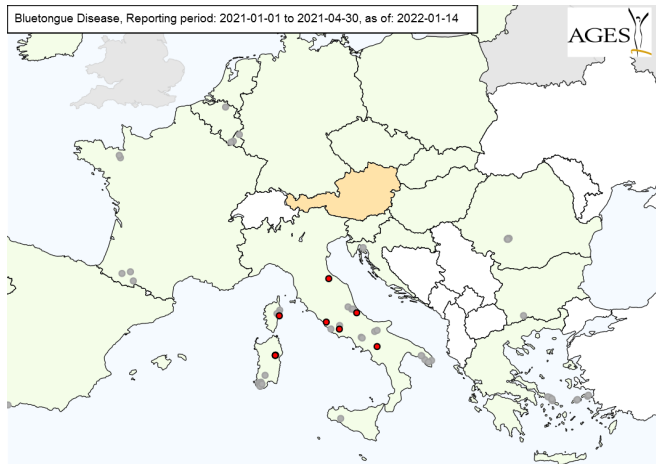 Bluetongue Disease, Reporting period: 2021-01-01 to 2021-04-30, as of: 2022-01-14
AGES